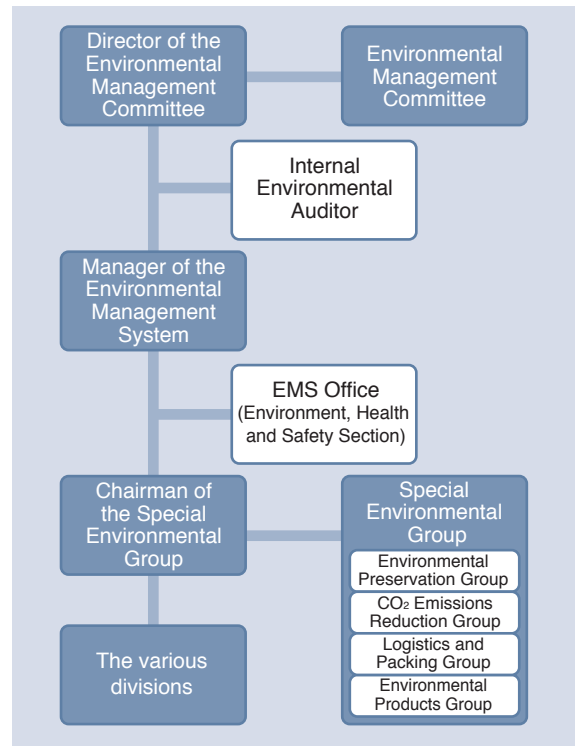 Director of the
Environmental
Management
Committee
Environmental
Management
Committee
Internal
Environmental
Auditor
Manager of the
Environmental
Management
System
EMS Office
(Environment, Health
and Safety Section)
Chairman of
the Special
Environmental
Group
Special
Environmental
Group
Environmental
Preservation Group
CO₂ Emissions
Reduction Group
Logistics and
Packing Group
Environmental
Products Group
The various
divisions